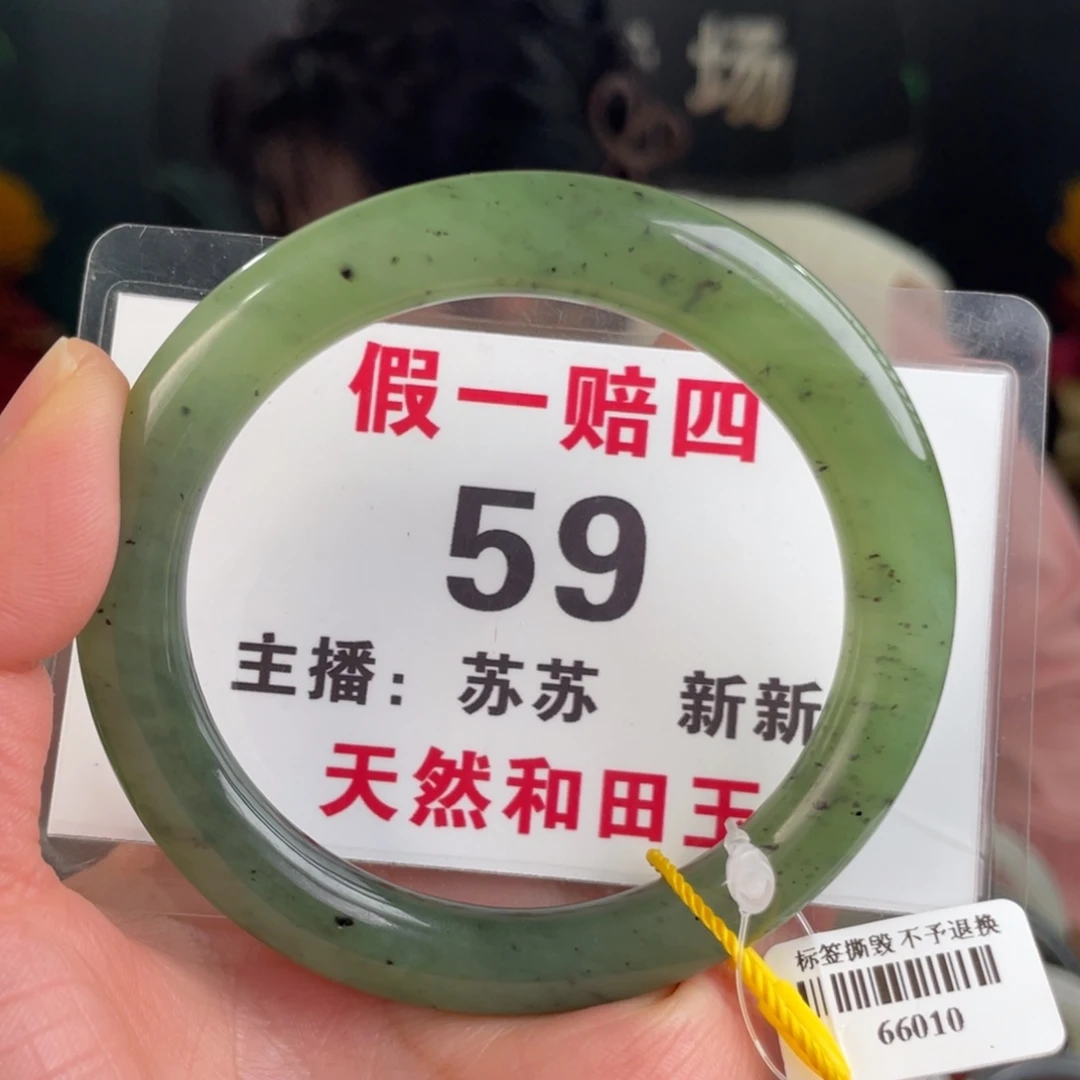 场
假一赔四
59
主播：苏苏 新新
天然和田玉
标签撕毁 不予退换
66010